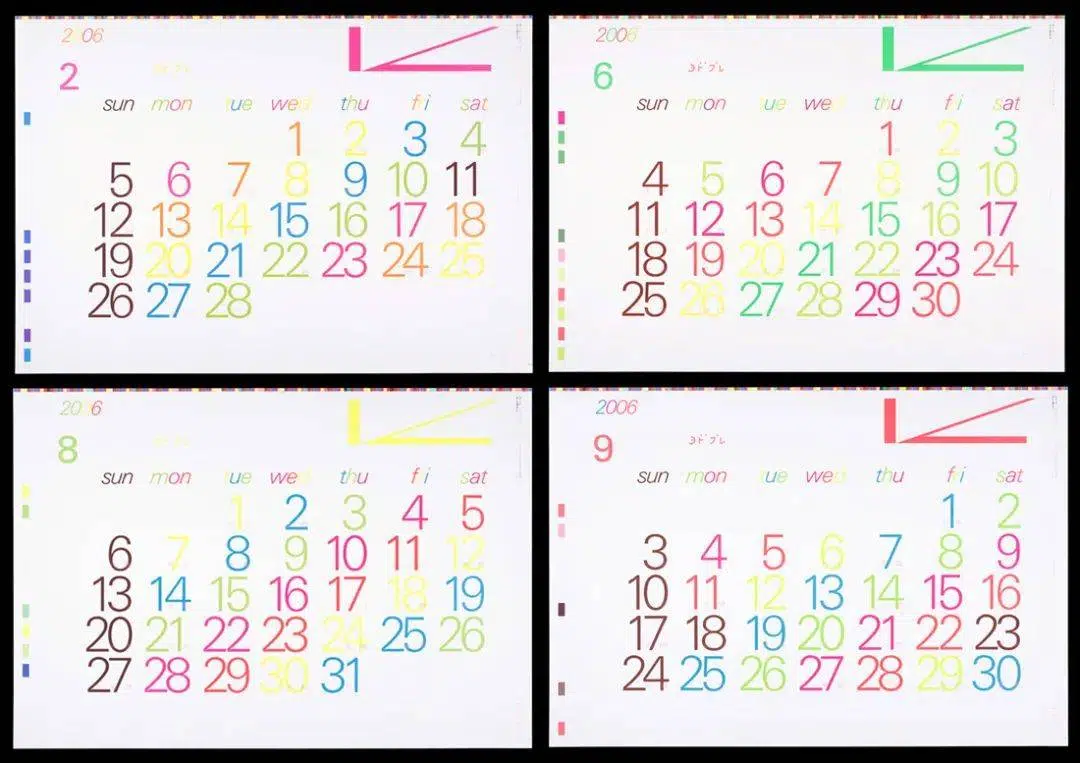 2006
2
sun mon tue wed thu fri sat
1 2 3 4
5 6 7 8 9 10 11
12 13 14 15 16 17 18
19 20 21 22 23 24 25
26 27 28
2006
6
3ドプレ
sun mon tue wed thu fri sat
1 2 3
4 5 6 7 8 9 10
11 12 13 14 15 16 17
18 19 20 21 22 23 24
25 26 27 28 29 30
2006
8
sun mon tue wed thu fri sat
1 2 3 4 5
6 7 8 9 10 11 12
13 14 15 16 17 18 19
20 21 22 23 24 25 26
27 28 29 30 31
2006
9
3ドプレ
sun mon tue wed thu fri sat
1 2
3 4 5 6 7 8 9
10 11 12 13 14 15 16
17 18 19 20 21 22 23
24 25 26 27 28 29 30